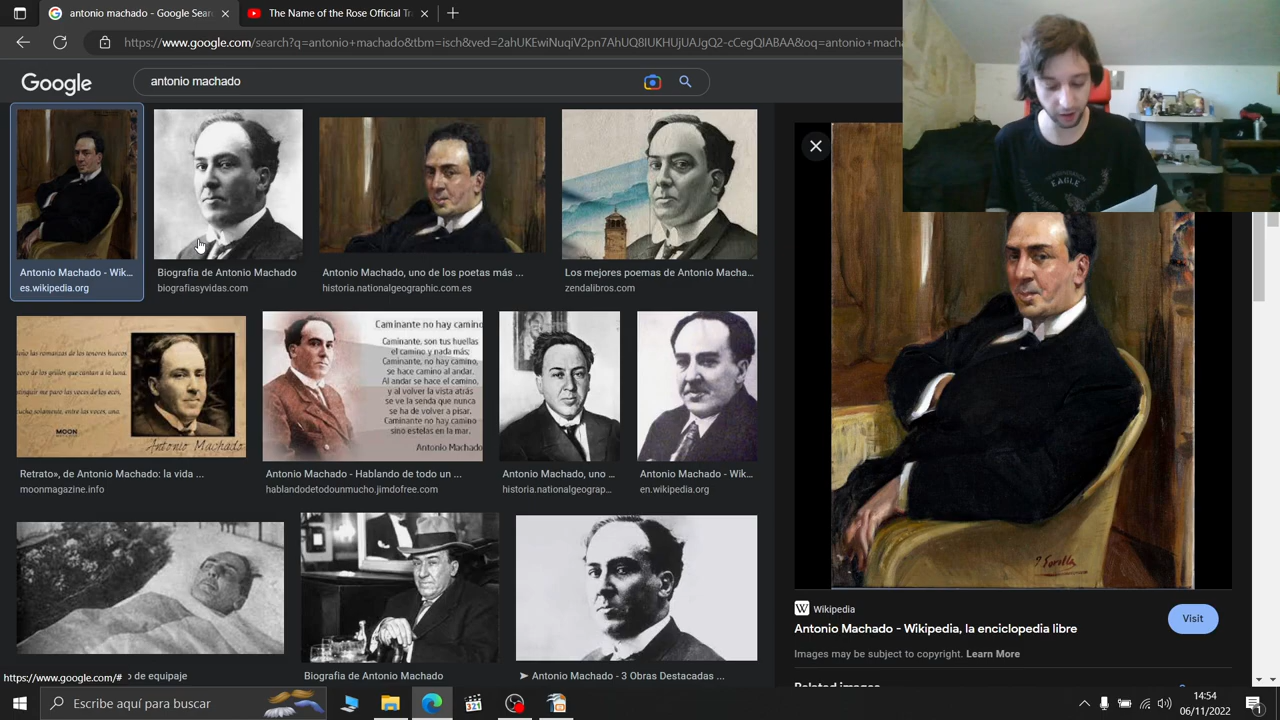 antonio machado - Google Sear
The Name of the Rose Official Tr
https://www.google.com/search?q=antonio+machado&tbm=isch&ved=2ahUKEwiNuqiV2pn7AhUQ8IUKHUjUAJgQ2-cCegQIABAA&oq=antonio+macha
Google
antonio machado
EAGLE
Antonio Machado - Wik...
es.wikipedia.org
Biografia de Antonio Machado
biografiasyvidas.com
Antonio Machado, uno de los poetas más ...
historia.nationalgeographic.com.es
Los mejores poemas de Antonio Macha...
zendalibros.com
MOON
Antonio Machado
Caminante no hay camino
Caminante, son tus huellas
el camino y nada más;
Caminante, no hay camino,
se hace camino al andar.
Al andar se hace el camino,
y al volver la vista atrás
se ve la senda que nunca
se ha de volver a pisar.
Caminante no hay camino
sino estelas en la mar.
Antonio Machado
Retrato», de Antonio Machado: la vida ...
moonmagazine.info
Antonio Machado - Hablando de todo un ...
hablandodetodounmucho.jimdofree.com
Antonio Machado, uno ...
historia.nationalgeograp...
Antonio Machado - Wik...
en.wikipedia.org
Wikipedia
Antonio Machado - Wikipedia, la enciclopedia libre
Visit
Images may be subject to copyright. Learn More
Related images
https://www.google.com/#
o de equipaje
Biografia de Antonio Machado
Antonio Machado - 3 Obras Destacadas ...
Escribe aquí para buscar
321
14:54
06/11/2022
1